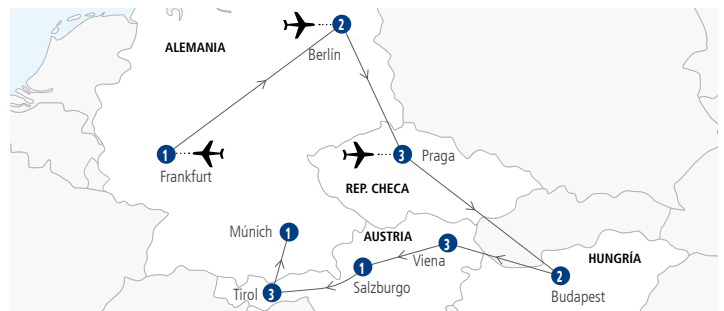 2
ALEMANIA
Berlín
1
Frankfurt
3 Praga
REP. CHECA
Múnich 1
AUSTRIA
3
Viena
HUNGRÍA
1
Salzburgo
2
Budapest
Tirol 3